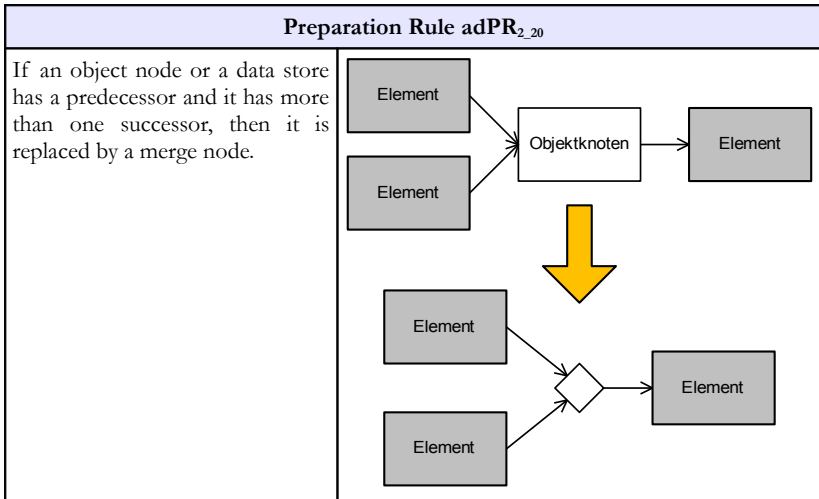 Preparation Rule adPR2_20
If an object node or a data store
has a predecessor and it has more
than one successor, then it is
replaced by a merge node.
Element
Element
Objektknoten
Element
Element
Element
Element